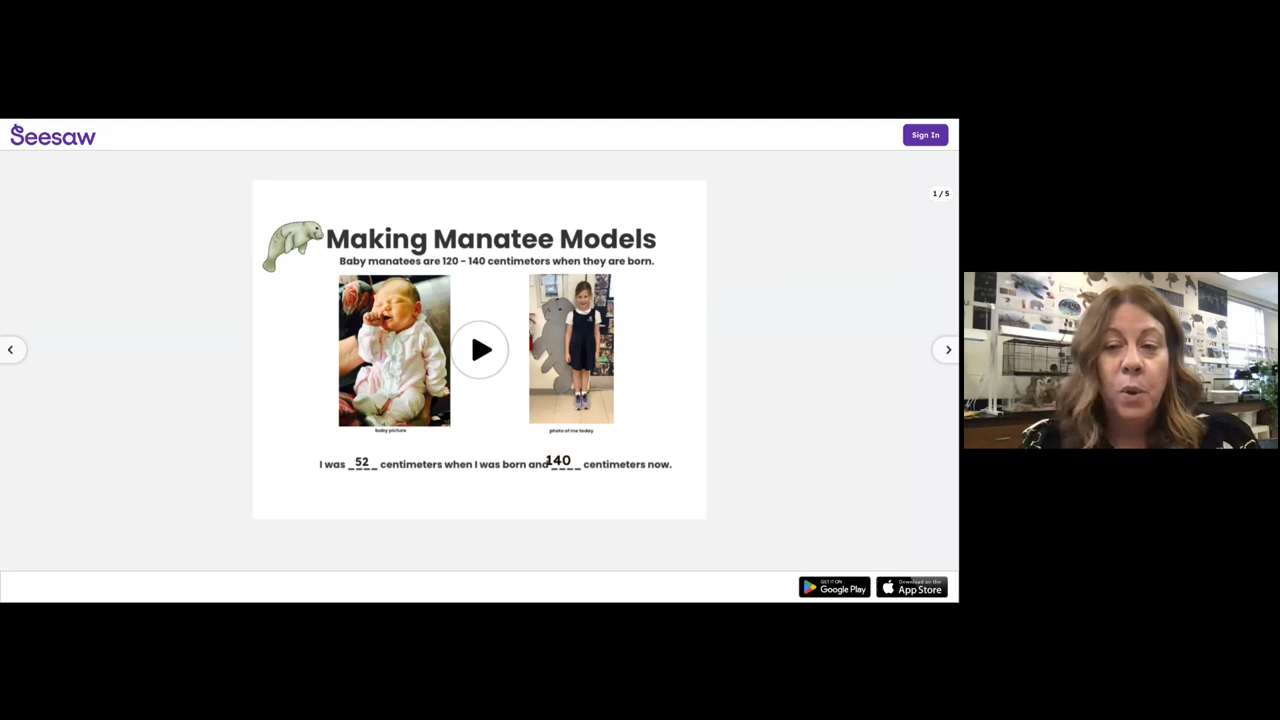 Seesaw
Sign In
1 / 5
Making Manatee Models
Baby manatees are 120 - 140 centimeters when they are born.
baby picture
photo of me today
I was _52_ centimeters when I was born and 140 centimeters now.
GET IT ON
Google Play
Download on the
App Store